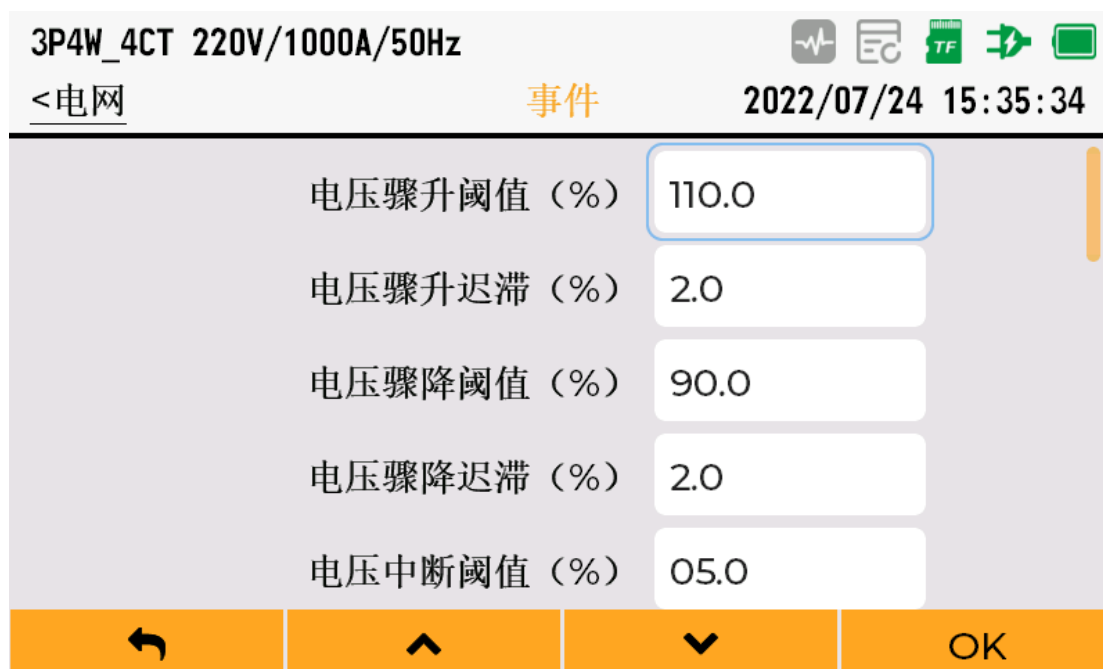 3P4W_4CT 220V/1000A/50Hz
TF
<电网 事件 2022/07/24 15:35:34
电压骤升阈值（%） 110.0
电压骤升迟滞（%） 2.0
电压骤降阈值（%） 90.0
电压骤降迟滞（%） 2.0
电压中断阈值（%） 05.0
OK